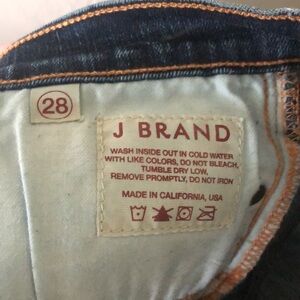 28
J BRAND
WASH INSIDE OUT IN COLD WATER
WITH LIKE COLORS, DO NOT BLEACH,
TUMBLE DRY LOW,
REMOVE PROMPTLY, DO NOT IRON
MADE IN CALIFORNIA, USA